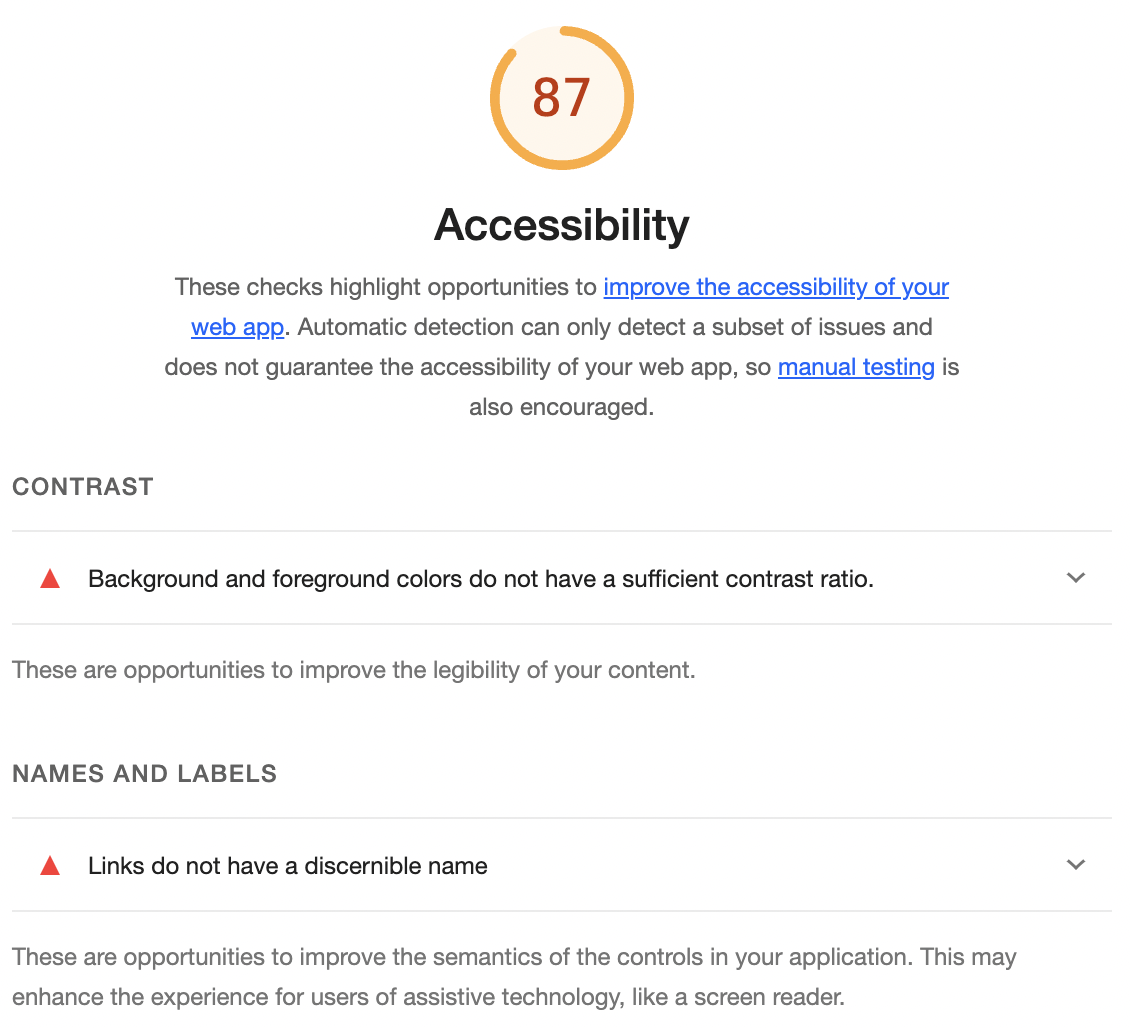 87
Accessibility
These checks highlight opportunities to improve the accessibility of your
web app. Automatic detection can only detect a subset of issues and
does not guarantee the accessibility of your web app, so manual testing is
also encouraged.
CONTRAST
Background and foreground colors do not have a sufficient contrast ratio.
These are opportunities to improve the legibility of your content.
NAMES AND LABELS
Links do not have a discernible name
These are opportunities to improve the semantics of the controls in your application. This may
enhance the experience for users of assistive technology, like a screen reader.